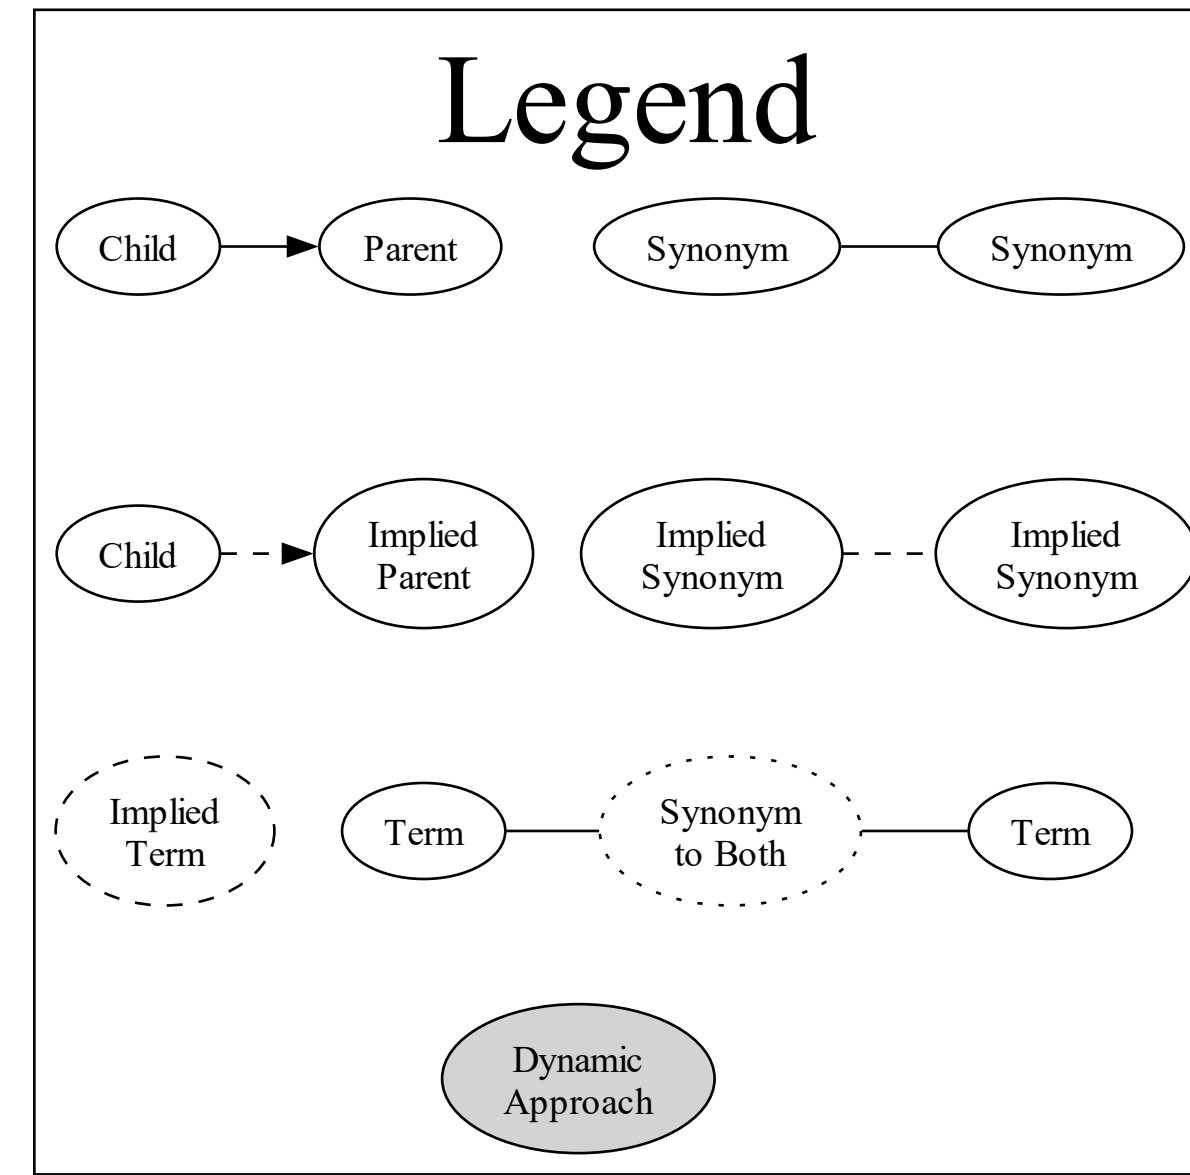 Legend
Child
Parent
Synonym
Synonym
Child
Implied
Parent
Implied
Synonym
Implied
Synonym
Implied
Term
Term
Synonym
to Both
Term
Dynamic
Approach